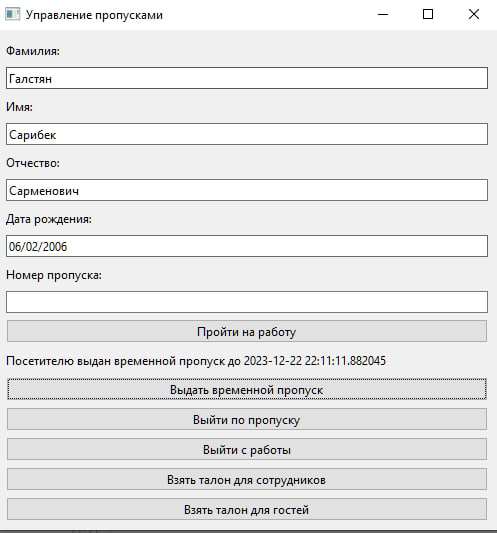 Управление пропусками
Фамилия:
Галстян
Имя:
Сарибек
Отчество:
Сарменович
Дата рождения:
06/02/2006
Номер пропуска:
Пройти на работу
Посетителю выдан временной пропуск до 2023-12-22 22:11:11.882045
Выдать временной пропуск
Выйти по пропуску
Выйти с работы
Взять талон для сотрудников
Взять талон для гостей